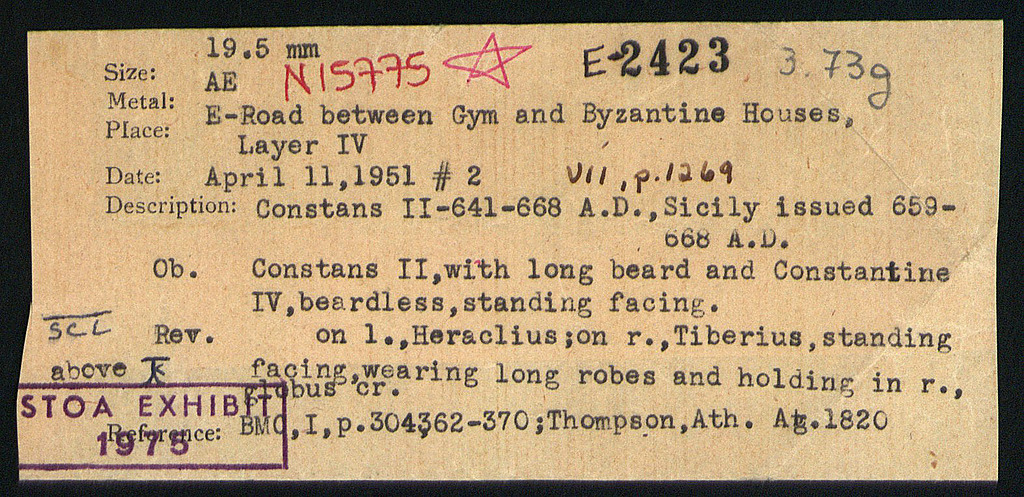 19.5 mm E-2423 3.73g
Size: AE N15775
Metal:
Place: E-Road between Gym and Byzantine Houses,
Layer IV
Date: April 11,1951 # 2 VII, p.1269
Description: Constans II-641-668 A.D.,Sicily issued 659-
668 A.D.
Ob. Constans II,with long beard and Constantine
IV,beardless,standing facing.
SCL Rev. on l.,Heraclius;on r.,Tiberius,standing
above facing,wearing long robes and holding in r.,
globus cr.
STOA EXHIBIT
1975
Reference: BMC,I,p.304,362-370;Thompson,Ath. Ag.1820